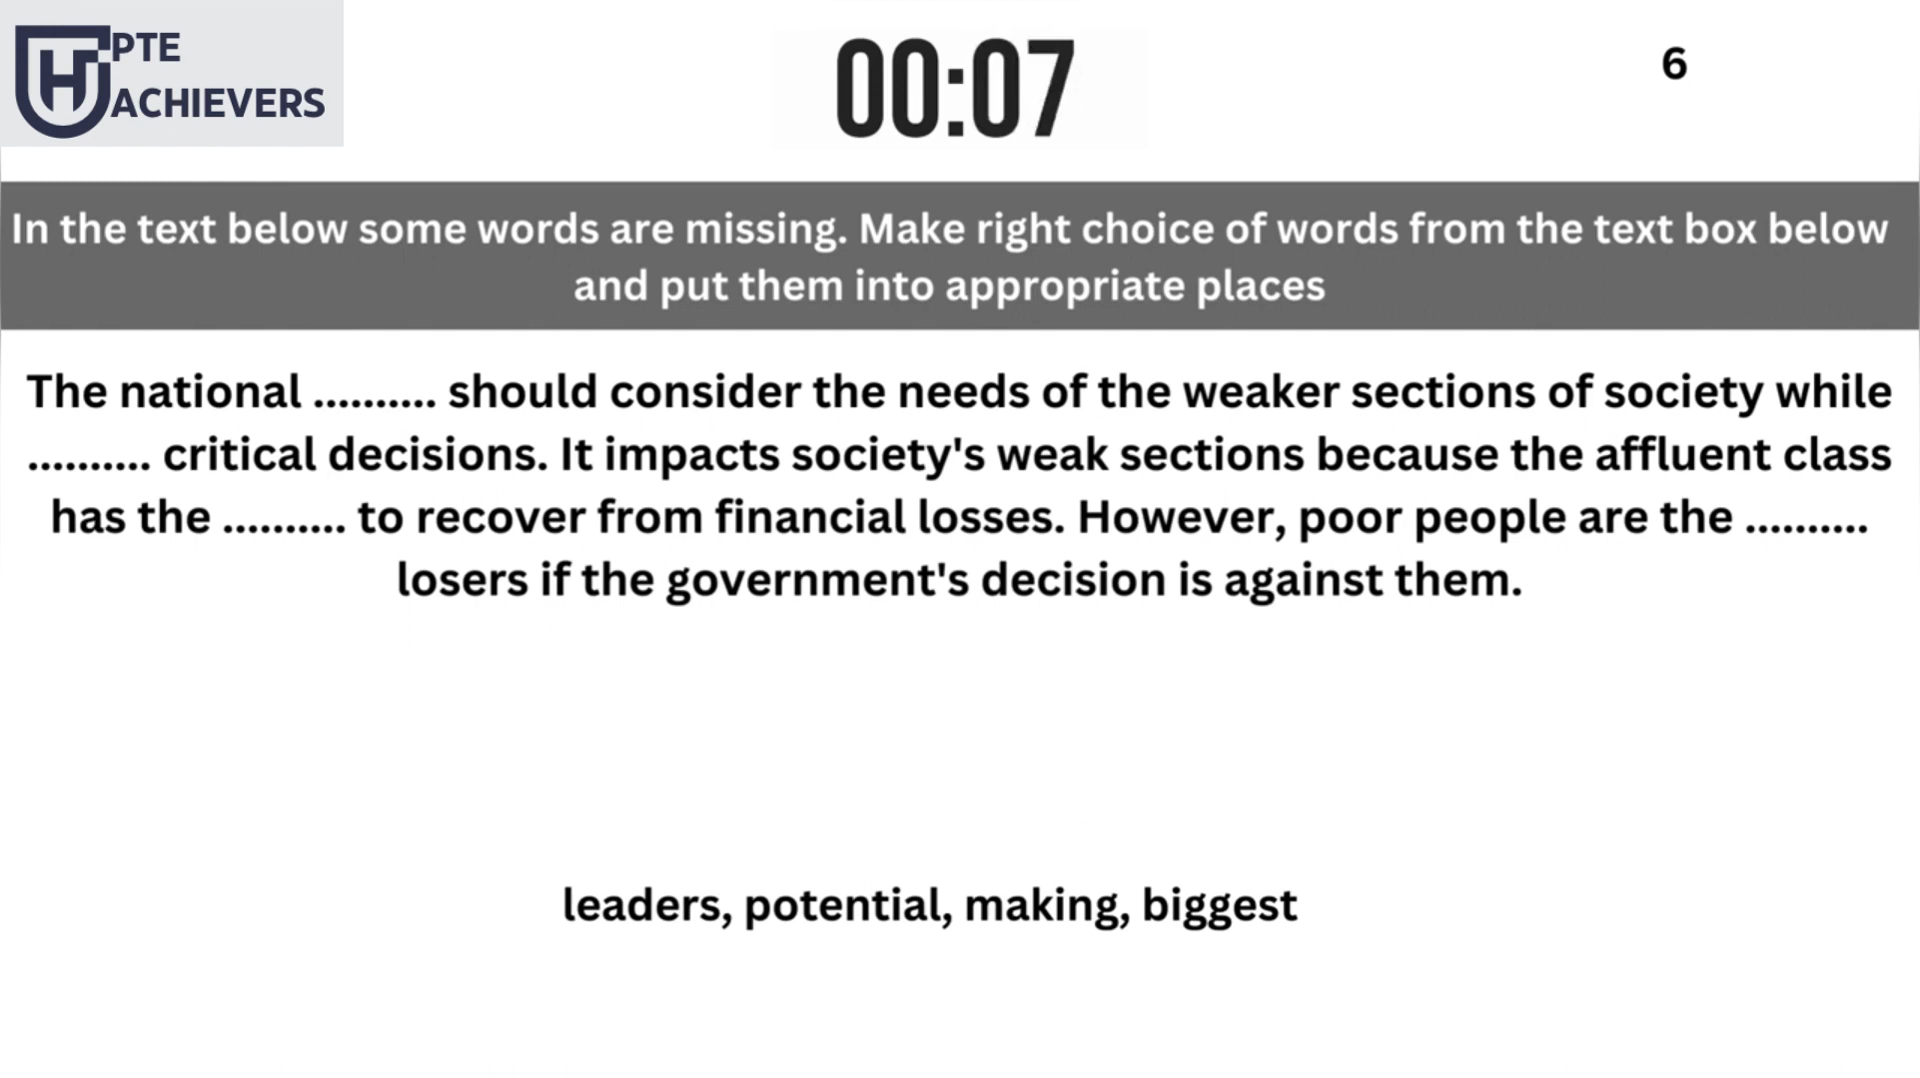 PTE
ACHIEVERS
00:07
6
In the text below some words are missing. Make right choice of words from the text box below
and put them into appropriate places
The national .......... should consider the needs of the weaker sections of society while
.......... critical decisions. It impacts society's weak sections because the affluent class
has the .......... to recover from financial losses. However, poor people are the ..........
losers if the government's decision is against them.
leaders, potential, making, biggest